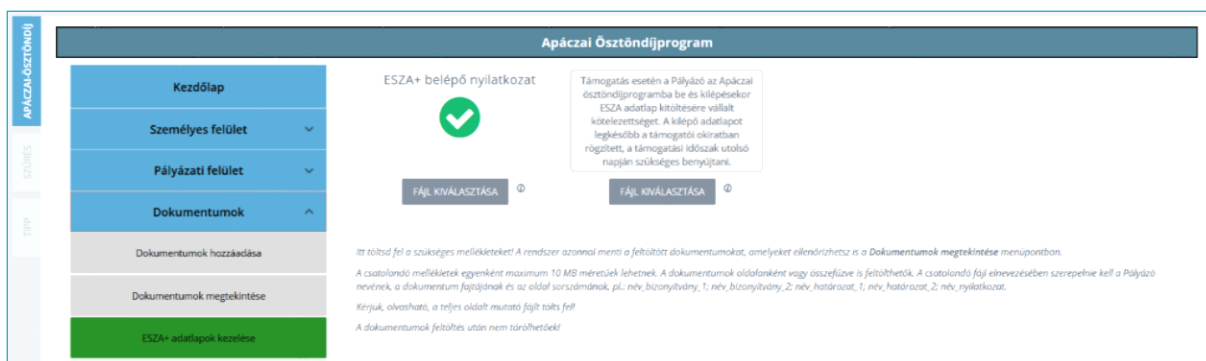 APÁCZAI-ÖSZTÖNDÍJ
SZŰRÉS
TIPP
Apáczai Ösztöndíjprogram
Kezdőlap
Személyes felület
Pályázati felület
Dokumentumok
Dokumentumok hozzáadása
Dokumentumok megtekintése
ESZA+ adatlapok kezelése
ESZA+ belépő nyilatkozat
FÁJL KIVÁLASZTÁSA
Támogatás esetén a Pályázó az Apáczai
ösztöndíjprogramba be és kilépésekor
ESZA adatlap kitöltésére vállalt
kötelezettséget. A kilépő adatlapot
legkésőbb a támogatói okiratban
rögzített, a támogatási időszak utolsó
napján szükséges benyújtani.
FÁJL KIVÁLASZTÁSA
Itt töltsd fel a szükséges mellékleteket! A rendszer azonnal menti a feltöltött dokumentumokat, amelyeket ellenőrizhetsz is a Dokumentumok megtekintése menüpontban.
A csatolandó mellékletek egyenként maximum 10 MB méretűek lehetnek. A dokumentumok oldalanként vagy összefűzve is feltölthetők. A csatolandó fájl elnevezésében szerepelnie kell a Pályázó
nevének, a dokumentum fajtájának és az oldal sorszámának, pl.: név_bizonyítvány_1; név_bizonyítvány_2; név_határozat_1; név_határozat_2; név_nyilatkozat.
Kérjük, olvasható, a teljes oldalt mutató fájlt tölts fel!
A dokumentumok feltöltés után nem törölhetőek!